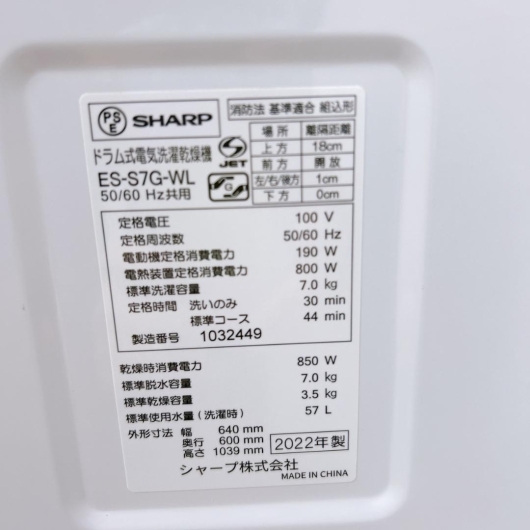 PSE SHARP
ドラム式電気洗濯乾燥機
ES-S7G-WL
50/60 Hz共用
JET
G
消防法 基準適合 組込形
場所 離隔距離
上方 18cm
前方 開放
左/右/後方 1cm
下方 0cm
定格電圧 100 V
定格周波数 50/60 Hz
電動機定格消費電力 190 W
電熱装置定格消費電力 800 W
標準洗濯容量 7.0 kg
定格時間 洗いのみ 30 min
標準コース 44 min
製造番号 1032449
乾燥時消費電力 850 W
標準脱水容量 7.0 kg
標準乾燥容量 3.5 kg
標準使用水量(洗濯時) 57 L
外形寸法 幅 640 mm
奥行 600 mm
高さ 1039 mm
2022年製
シャープ株式会社
MADE IN CHINA